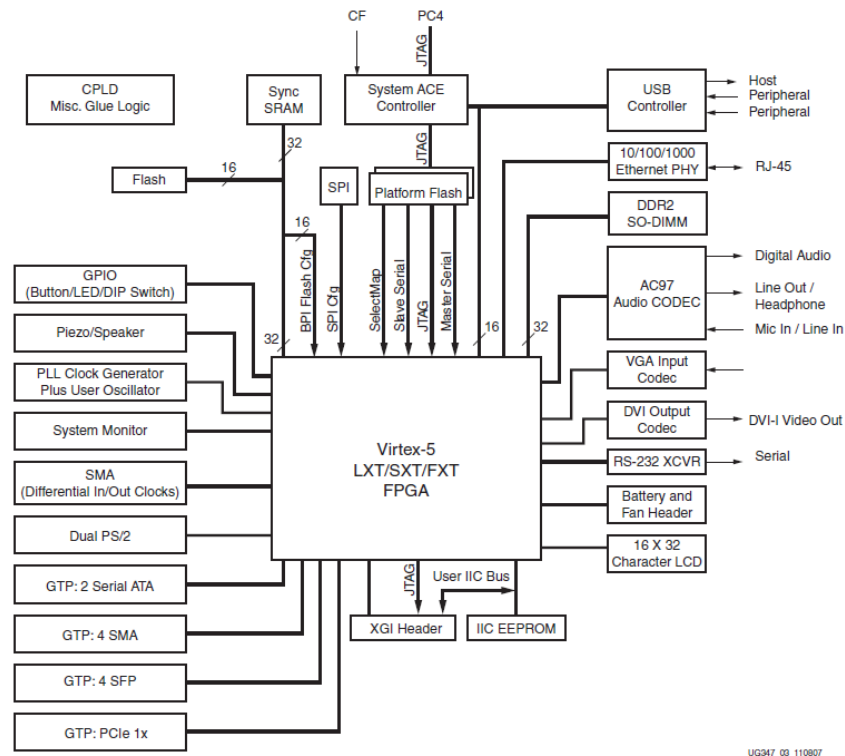 CF
PC4
JTAG
CPLD
Misc. Glue Logic
Sync
SRAM
System ACE
Controller
USB
Controller
Host
Peripheral
Peripheral
32
JTAG
10/100/1000
Ethernet PHY
RJ-45
Flash
16
SPI
Platform Flash
DDR2
SO-DIMM
16
GPIO
(Button/LED/DIP Switch)
BPI Flash Cfg
SPI Cfg
SelectMap
Slave Serial
JTAG
Master Serial
AC97
Audio CODEC
Digital Audio
Line Out /
Headphone
Mic In / Line In
Piezo/Speaker
32
16
32
PLL Clock Generator
Plus User Oscillator
VGA Input
Codec
System Monitor
Virtex-5
LXT/SXT/FXT
FPGA
DVI Output
Codec
DVI-I Video Out
RS-232 XCVR
Serial
SMA
(Differential In/Out Clocks)
Battery and
Fan Header
Dual PS/2
16 X 32
Character LCD
GTP: 2 Serial ATA
JTAG
User IIC Bus
GTP: 4 SMA
XGI Header
IIC EEPROM
GTP: 4 SFP
GTP: PCIe 1x
UG347_03_110807